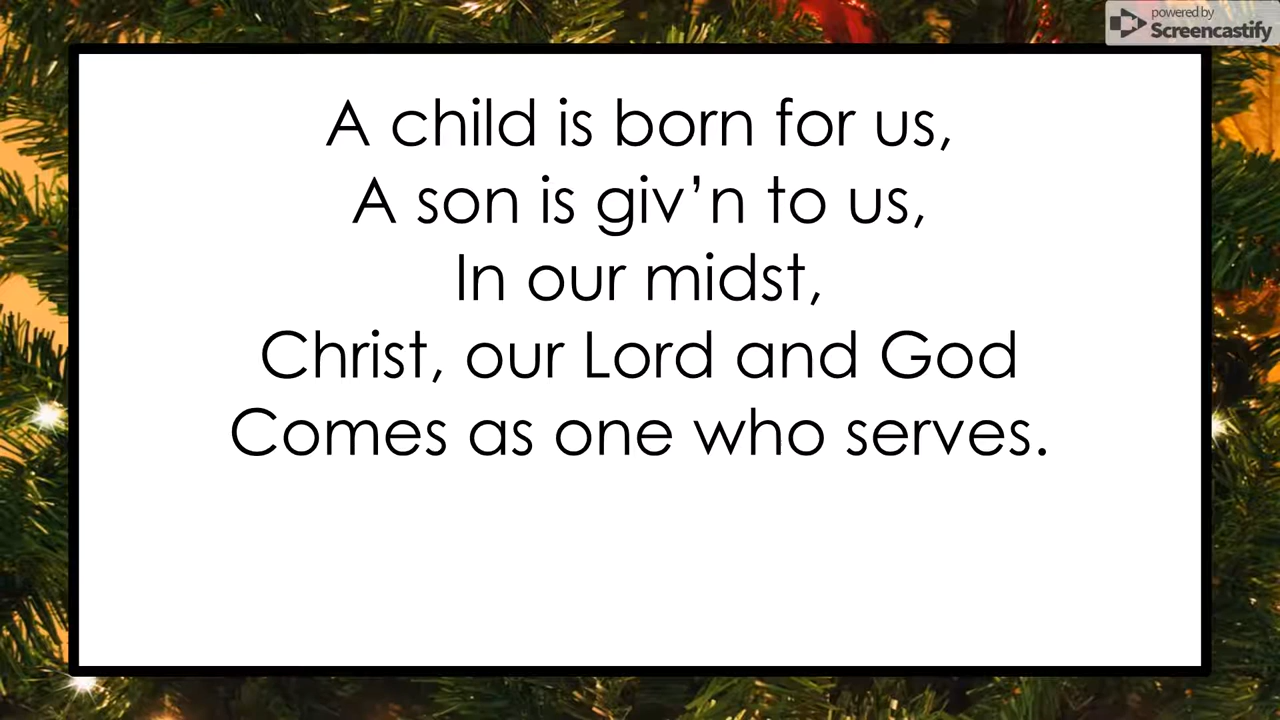 powered by
Screencastify
A child is born for us,
A son is giv’n to us,
In our midst,
Christ, our Lord and God
Comes as one who serves.